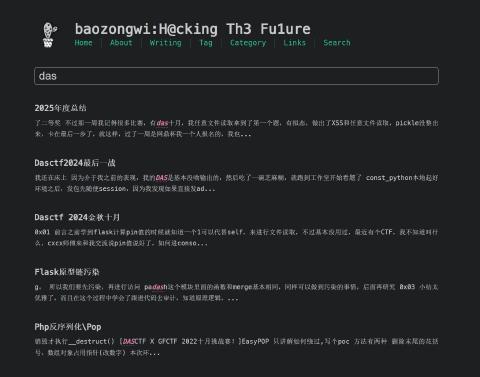 baozongwi:H@cking Th3 Fu1ure
Home | About | Writing | Tag | Category | Links | Search
das
2025年度总结
了二等奖 不过那一周我记得很多比赛，有das十月，我任意文件读取拿到了第一个题，有拟态，做出了XSS和任意文件读取，pickle没整出
来，卡在最后一步了，就这样，过了一周是网鼎杯我一个人报名的，我也...
Dasctf2024最后一战
我还在床上 因为介于我之前的表现，我的DAS是基本没啥输出的，然后吃了一碗芝麻糊，就跑到工作室开始看题了 const_python本地起好
环境之后，我包先随便session，因为我发现如果直接发ad...
Dasctf 2024金秋十月
0x01 前言之前学到flask计算pin值的时候就知道一个1可以代替self，来进行文件读取，不过基本没用过，最近有个CTF，我不知道叫什
么，cxcx师傅来和我交流说pin值说好了，如何进conso...
Flask原型链污染
g， 所以我们要先污染，再进行访问 padash这个模块里面的函数和merge基本相同，同样可以做到污染的事情，后面再研究 0x03 小结太
优雅了，而且在这个过程中学会了跟进代码去审计，知道原理逻辑，...
Php反序列化\Pop
销毁才执行__destruct() [DASCTF X GFCTF 2022十月挑战赛！]EasyPOP 只讲解如何绕过,写个poc 方法有两种 删除末尾的花括
号，数组对象占用指针(改数字) 本次环...